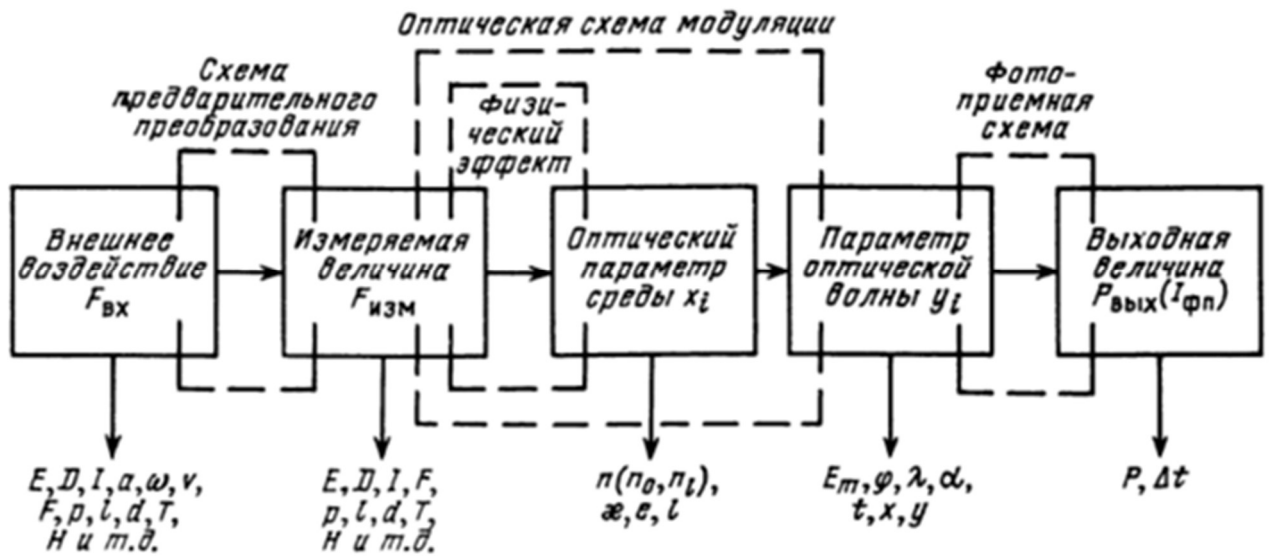 Оптическая схема модуляции
Схема
предварительного
преобразования
Физи-
ческий
эффект
Фото-
приемная
схема
Внешнее
воздействие
Fвх
Измеряемая
величина
Fизм
Оптический
параметр
среды xi
Параметр
оптической
волны yi
Выходная
величина
Pвых(Iфп)
E, D, I, a, ω, v,
F, p, l, d, T,
H и т.д.
E, D, I, F,
p, l, d, T,
H и т.д.
n(n0, nl),
æ, e, l
Em, φ, λ, α,
t, x, y
P, Δt